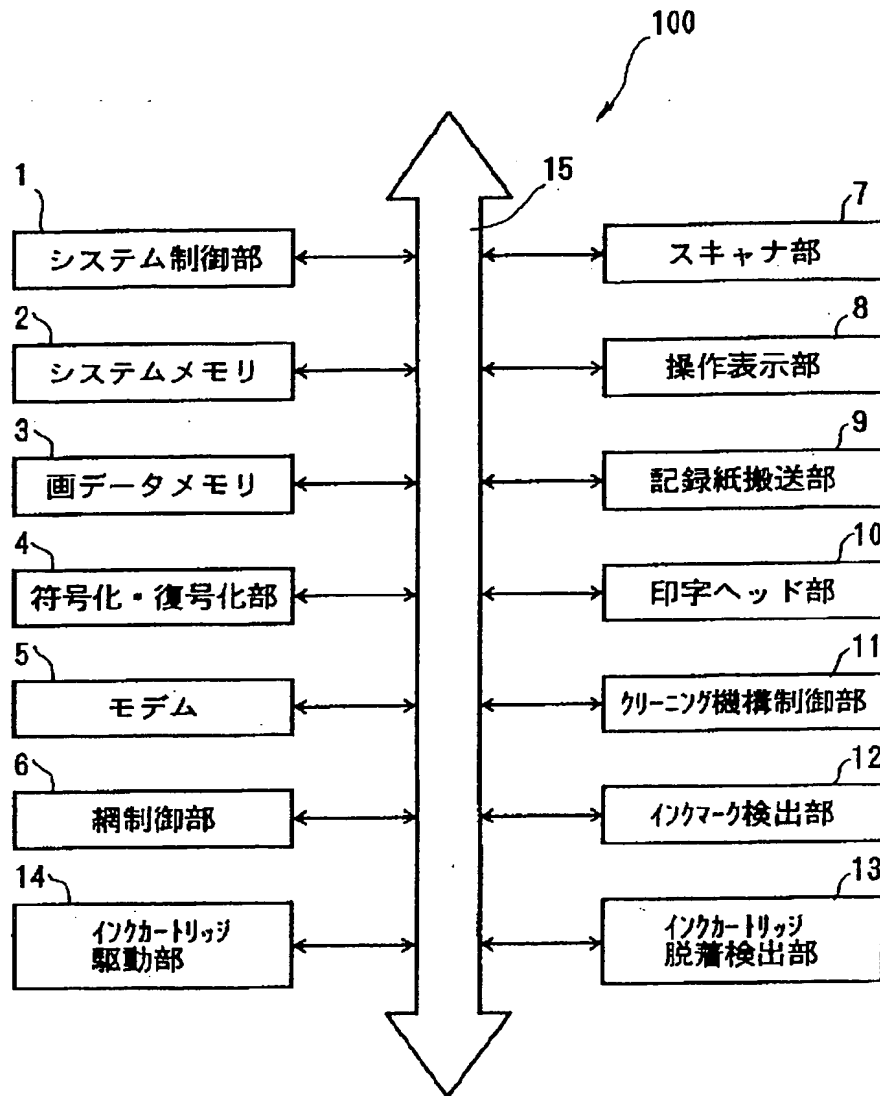 100
15
1
システム制御部
2
システムメモリ
3
画データメモリ
4
符号化・復号化部
5
モデム
6
網制御部
14
インクカートリッジ
駆動部
7
スキャナ部
8
操作表示部
9
記録紙搬送部
10
印字ヘッド部
11
クリーニング機構制御部
12
インクマーク検出部
13
インクカートリッジ
脱着検出部